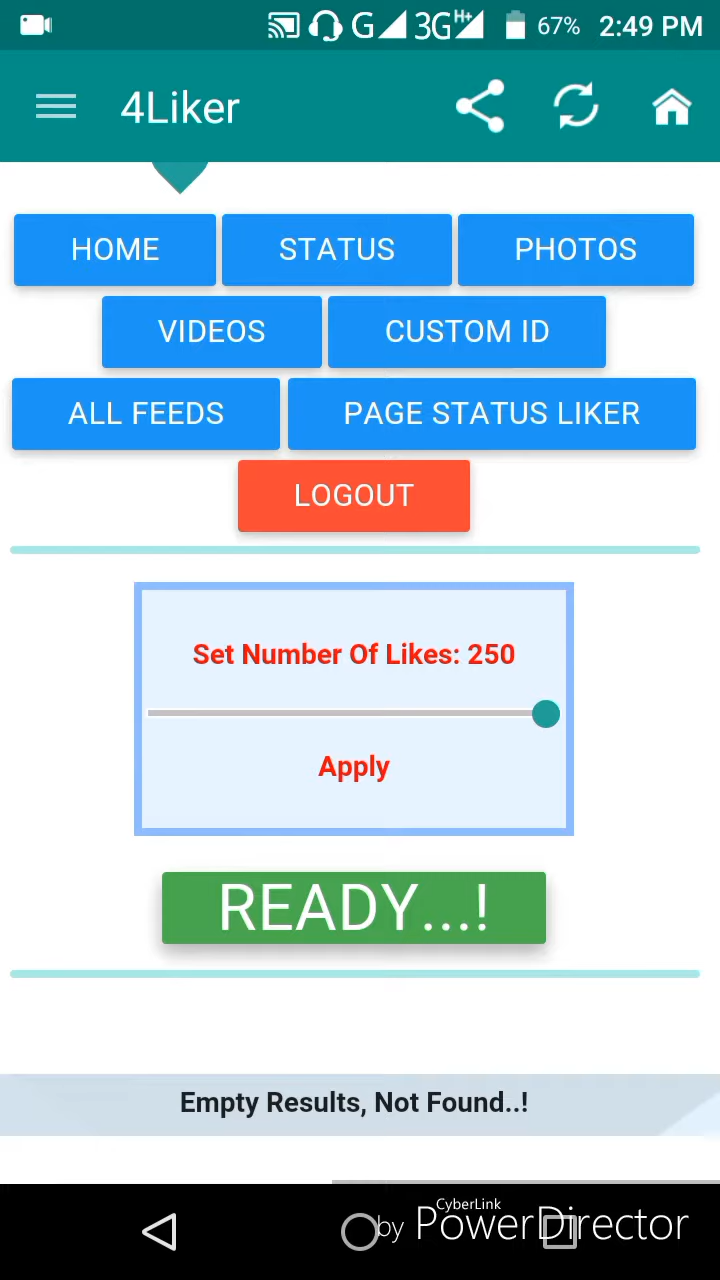 G 3G H+ 67% 2:49 PM
4Liker
HOME STATUS PHOTOS
VIDEOS CUSTOM ID
ALL FEEDS PAGE STATUS LIKER
LOGOUT
Set Number Of Likes: 250
Apply
READY...!
Empty Results, Not Found..!
CyberLink
by PowerDirector